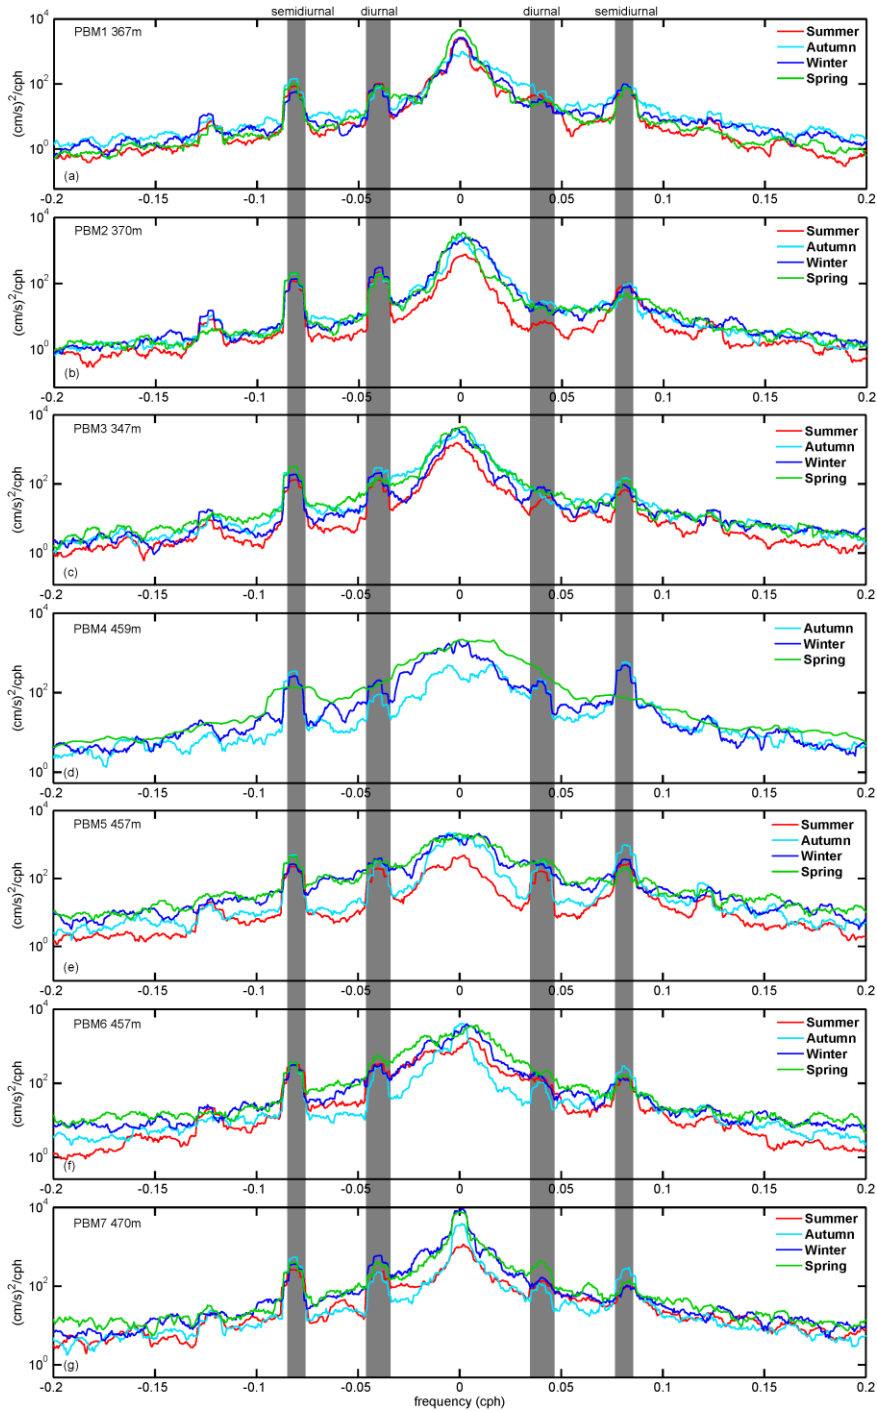 semidiurnal diurnal diurnal semidiurnal
10^4
PBM1 367m
Summer
Autumn
Winter
Spring
10^2
10^0
(cm/s)^2/cph
(a)
-0.2 -0.15 -0.1 -0.05 0 0.05 0.1 0.15 0.2
10^4
PBM2 370m
Summer
Autumn
Winter
Spring
10^2
10^0
(cm/s)^2/cph
(b)
-0.2 -0.15 -0.1 -0.05 0 0.05 0.1 0.15 0.2
10^4
PBM3 347m
Summer
Autumn
Winter
Spring
10^2
10^0
(cm/s)^2/cph
(c)
-0.2 -0.15 -0.1 -0.05 0 0.05 0.1 0.15 0.2
10^4
PBM4 459m
Autumn
Winter
Spring
10^2
10^0
(cm/s)^2/cph
(d)
-0.2 -0.15 -0.1 -0.05 0 0.05 0.1 0.15 0.2
10^4
PBM5 457m
Summer
Autumn
Winter
Spring
10^2
10^0
(cm/s)^2/cph
(e)
-0.2 -0.15 -0.1 -0.05 0 0.05 0.1 0.15 0.2
10^4
PBM6 457m
Summer
Autumn
Winter
Spring
10^2
10^0
(cm/s)^2/cph
(f)
-0.2 -0.15 -0.1 -0.05 0 0.05 0.1 0.15 0.2
10^4
PBM7 470m
Summer
Autumn
Winter
Spring
10^2
10^0
(cm/s)^2/cph
(g)
-0.2 -0.15 -0.1 -0.05 0 0.05 0.1 0.15 0.2
frequency (cph)